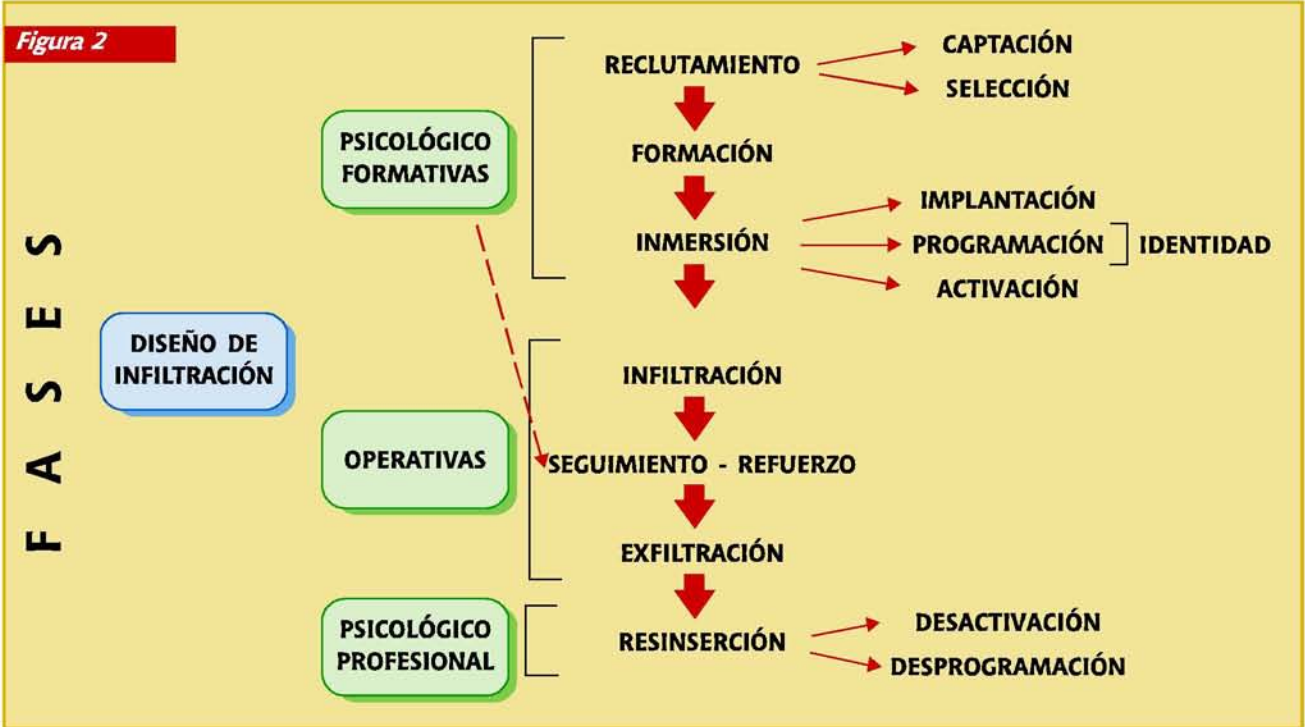 Figura 2
FASES
DISEÑO DE
INFILTRACIÓN
PSICOLÓGICO
FORMATIVAS
RECLUTAMIENTO
CAPTACIÓN
SELECCIÓN
FORMACIÓN
INMERSIÓN
IMPLANTACIÓN
PROGRAMACIÓN
IDENTIDAD
ACTIVACIÓN
OPERATIVAS
INFILTRACIÓN
SEGUIMIENTO - REFUERZO
EXFILTRACIÓN
PSICOLÓGICO
PROFESIONAL
RESINSERCIÓN
DESACTIVACIÓN
DESPROGRAMACIÓN